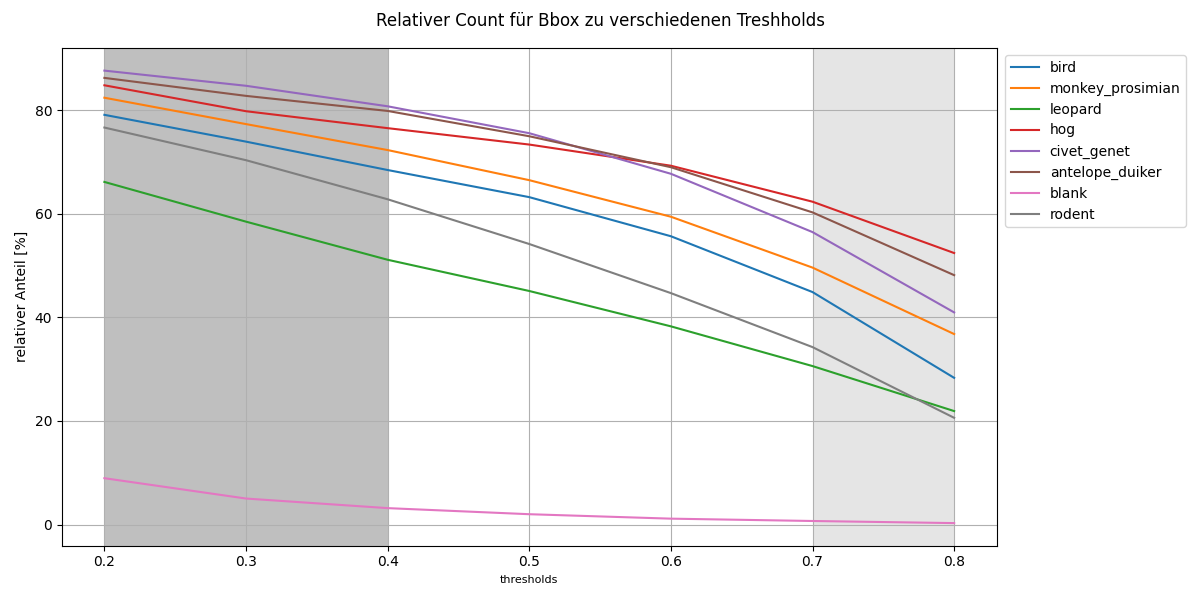 Relativer Count für Bbox zu verschiedenen Treshholds
relativer Anteil [%]
80
60
40
20
0
0.2 0.3 0.4 0.5 0.6 0.7 0.8
thresholds
bird
monkey_prosimian
leopard
hog
civet_genet
antelope_duiker
blank
rodent